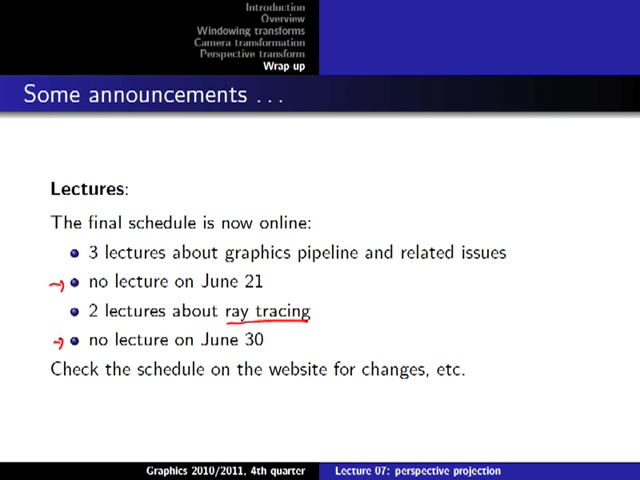 Introduction
Overview
Windowing transforms
Camera transformation
Perspective transform
Wrap-up
Some announcements . . .
Lectures:
The final schedule is now online:
3 lectures about graphics pipeline and related issues
no lecture on June 21
2 lectures about ray tracing
no lecture on June 30
Check the schedule on the website for changes, etc.
Graphics 2010/2011, 4th quarter
Lecture 07: perspective projection